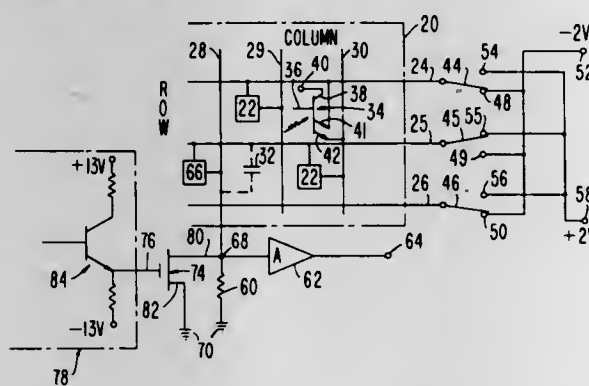 20
-2V
28 29 COLUMN 30 54
40 24 44 52
36 38
ROW 22 34 48
41 25 45 55
32 42
49
66 22 56 58
26 46
50 +2V
+13V 80 68 A 64
76 74
84 62
82 60
-13V 70
78